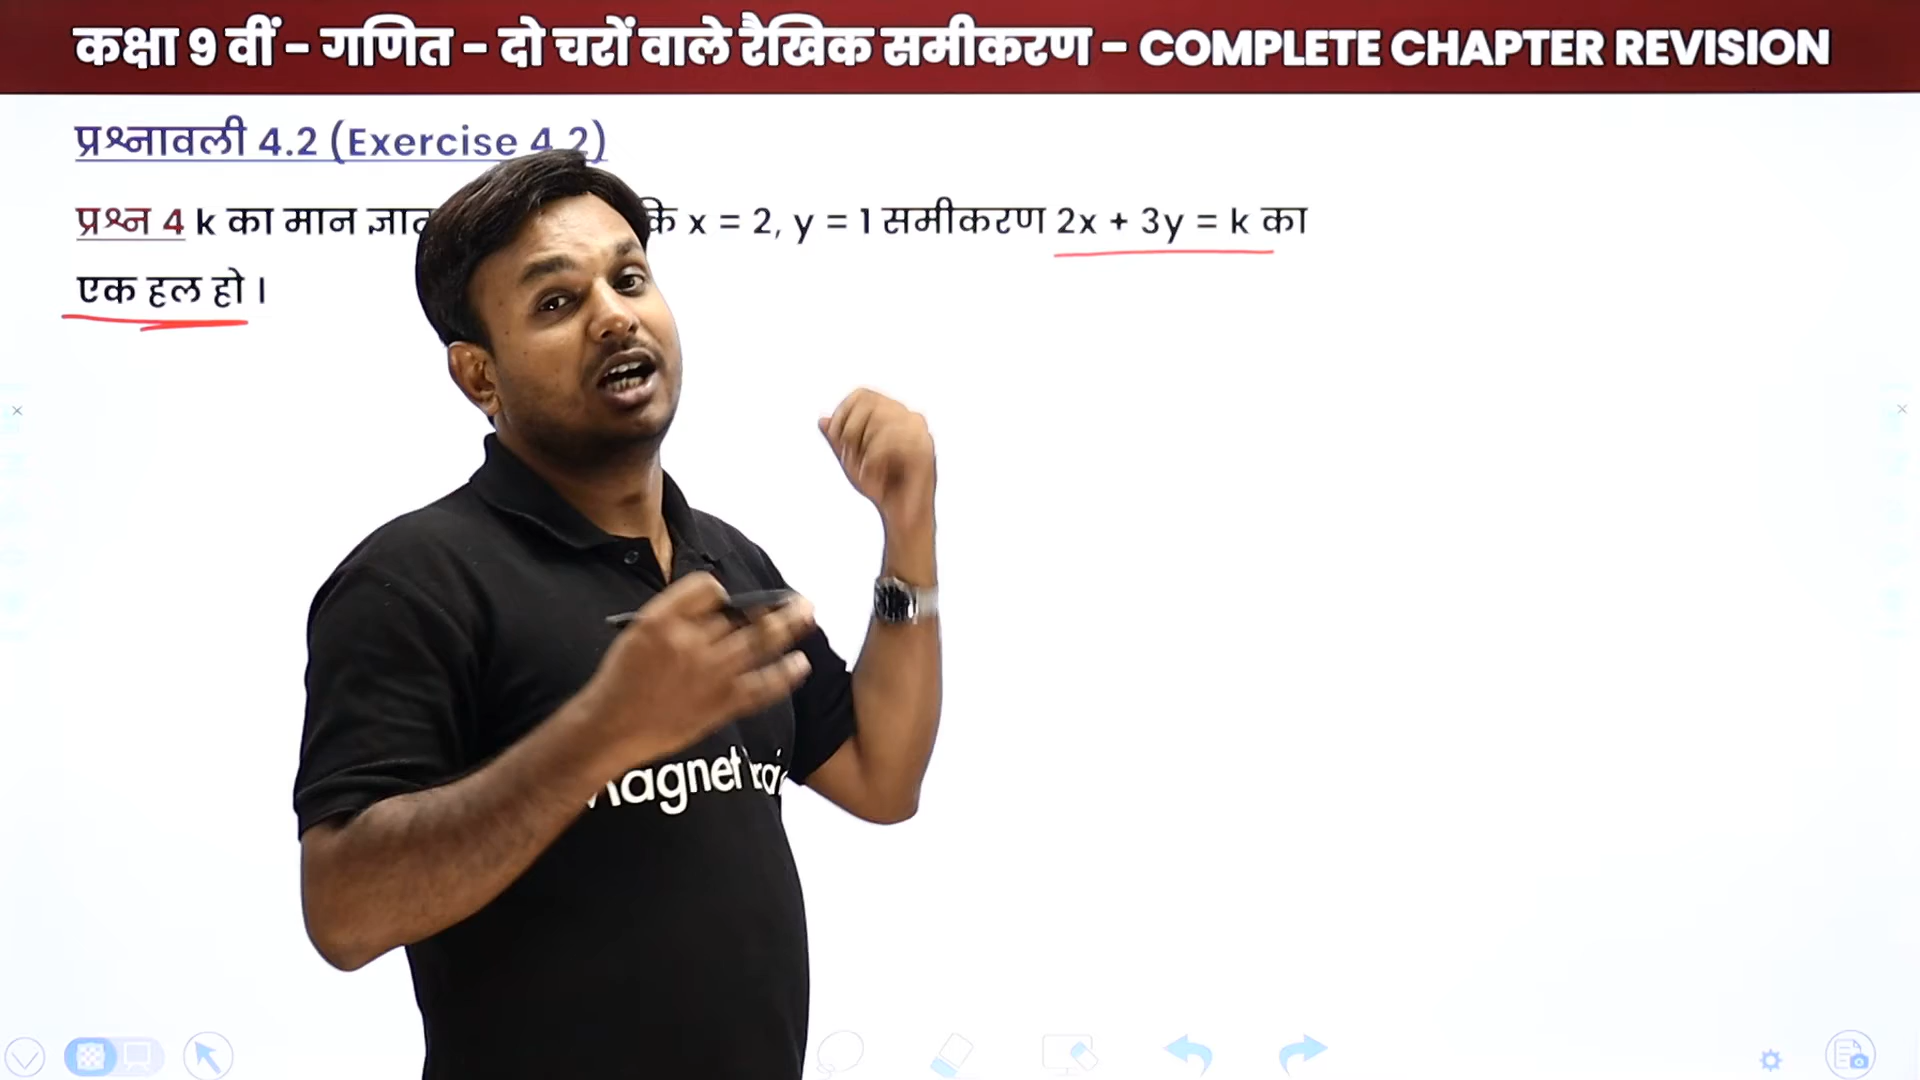 कक्षा 9 वीं – गणित – दो चरों वाले रैखिक समीकरण – COMPLETE CHAPTER REVISION
प्रश्नावली 4.2 (Exercise 4.2)
प्रश्न 4 k का मान ज्ञात कि x = 2, y = 1 समीकरण 2x + 3y = k का
एक हल हो ।